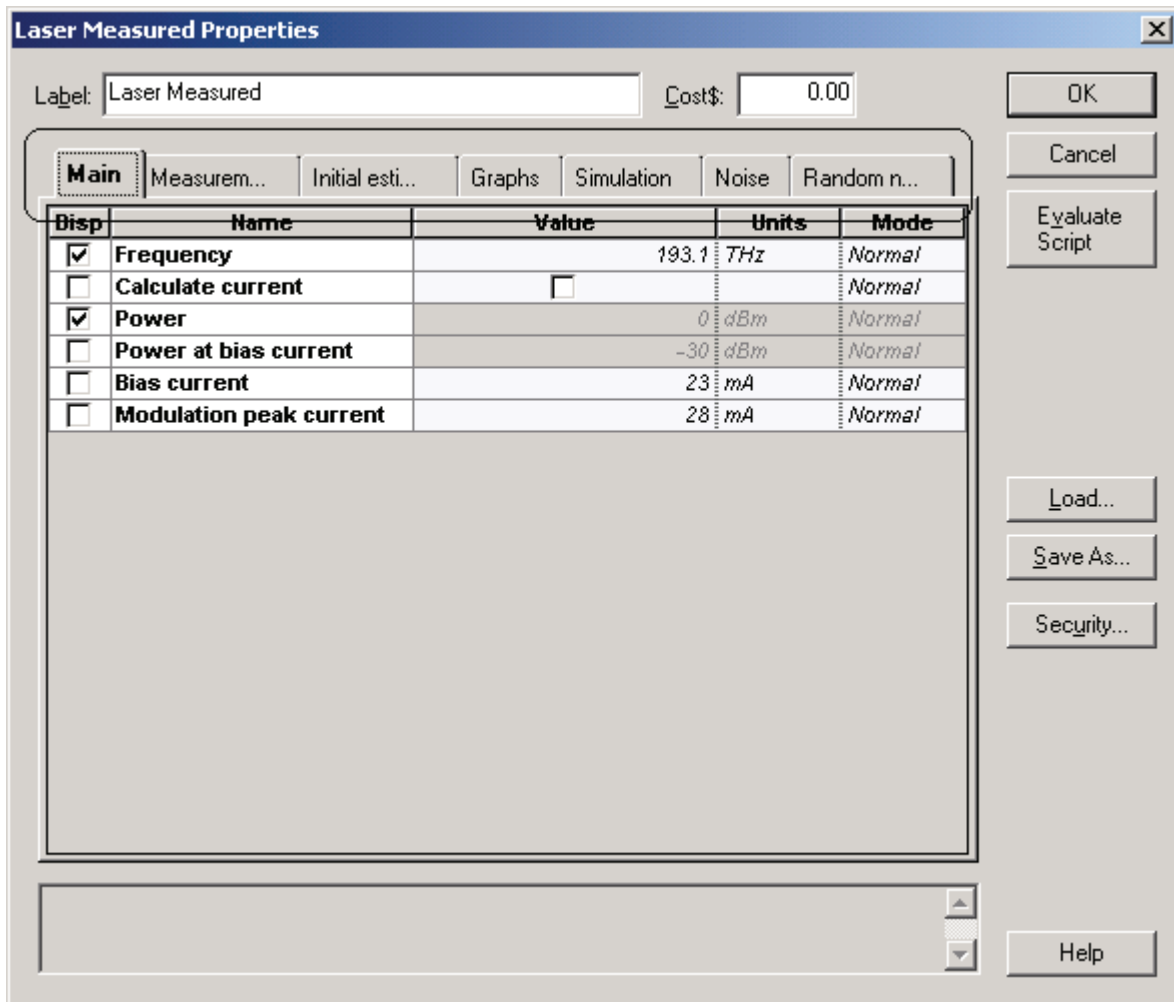 Laser Measured Properties
Label: Laser Measured Cost$: 0.00 OK
Cancel
Main Measurem... Initial esti... Graphs Simulation Noise Random n...
Evaluate Script
Disp Name Value Units Mode
Frequency 193.1 THz Normal
Calculate current Normal
Power 0 dBm Normal
Power at bias current -30 dBm Normal
Bias current 23 mA Normal
Modulation peak current 28 mA Normal
Load...
Save As...
Security...
Help